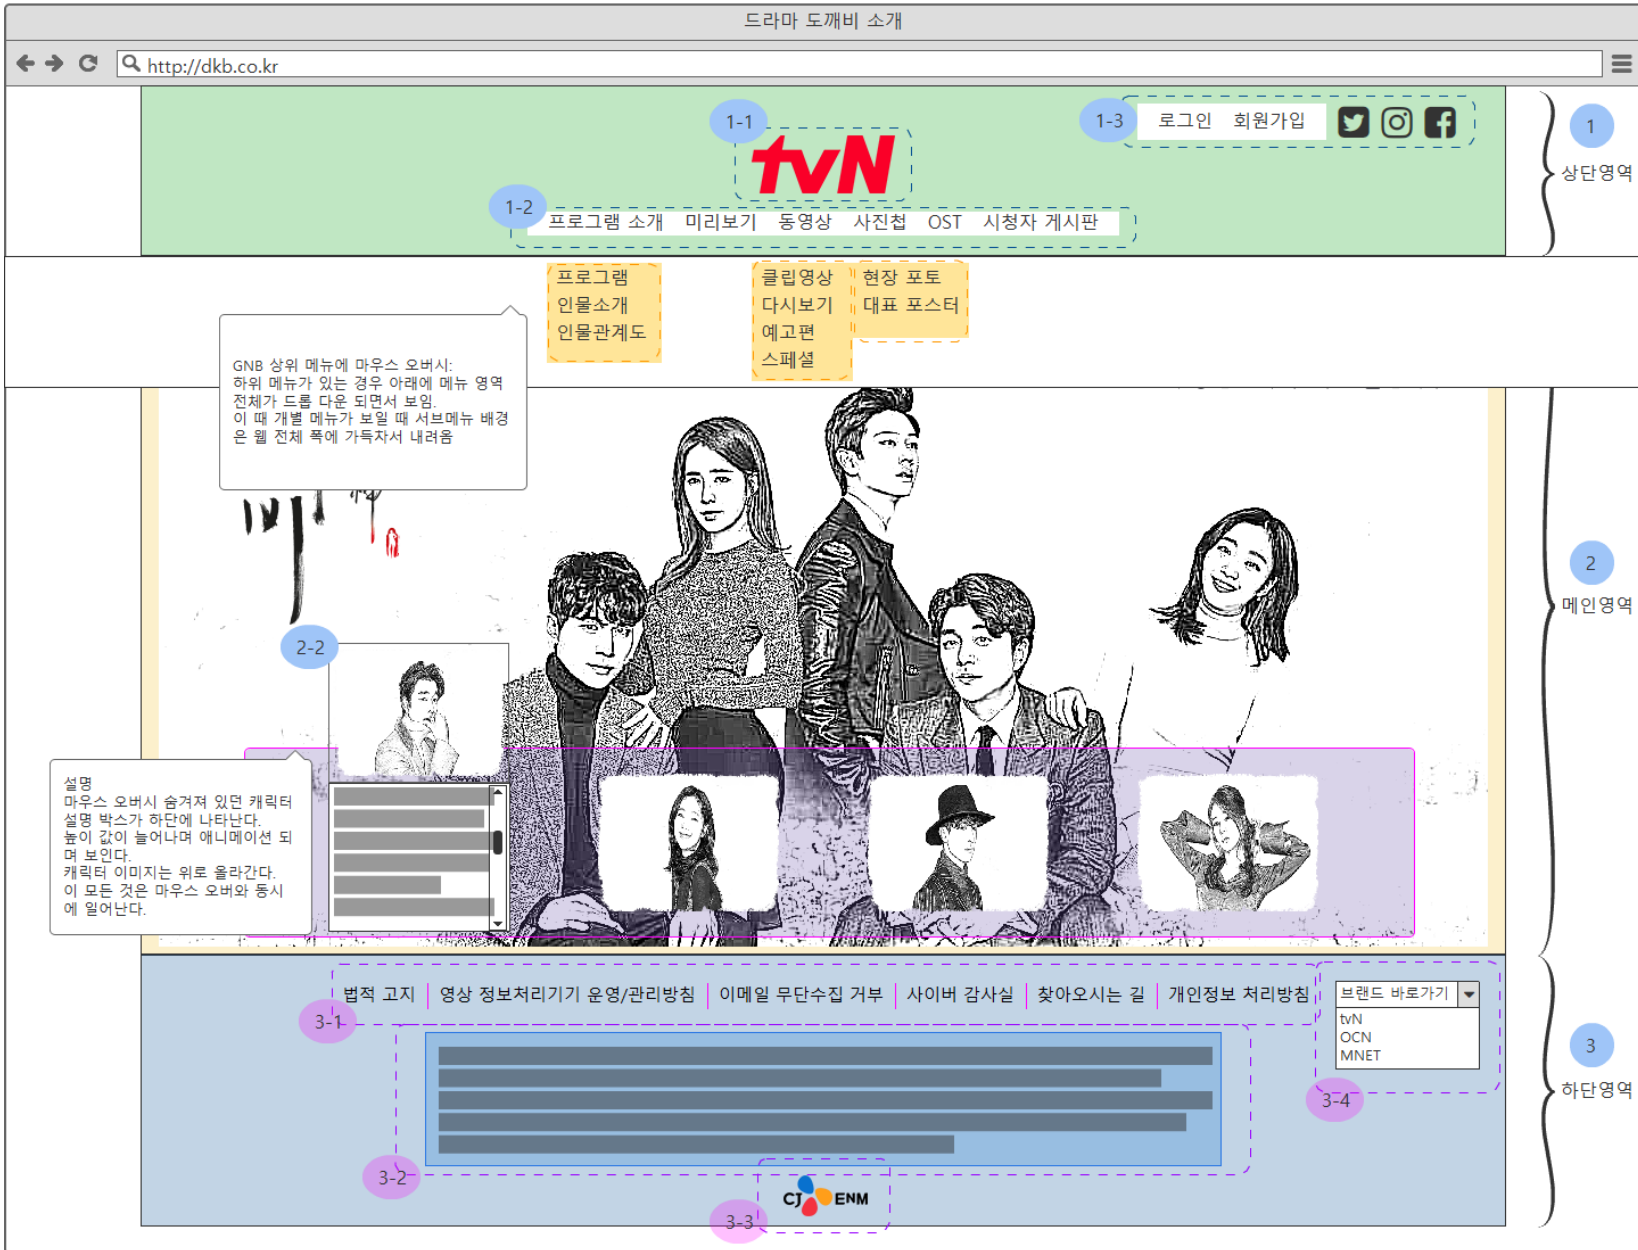 드라마 도깨비 소개
http://dkb.co.kr
1-1
1-3
로그인 회원가입
1
상단영역
tvN
1-2
프로그램 소개 미리보기 동영상 사진첩 OST 시청자 게시판
프로그램
인물소개
인물관계도
클립영상
다시보기
예고편
스페셜
현장 포토
대표 포스터
GNB 상위 메뉴에 마우스 오버시:
하위 메뉴가 있는 경우 아래에 메뉴 영역
전체가 드롭 다운 되면서 보임.
이 때 개별 메뉴가 보일 때 서브메뉴 배경
은 웹 전체 폭에 가득차서 내려옴
2
메인영역
2-2
설명
마우스 오버시 숨겨져 있던 캐릭터
설명 박스가 하단에 나타난다.
높이 값이 늘어나며 애니메이션 되
며 보인다.
캐릭터 이미지는 위로 올라간다.
이 모든 것은 마우스 오버와 동시
에 일어난다.
법적 고지 영상 정보처리기기 운영/관리방침 이메일 무단수집 거부 사이버 감사실 찾아오시는 길 개인정보 처리방침
3-1
브랜드 바로가기
tvN
OCN
MNET
3-4
3
하단영역
3-2
CJ ENM
3-3